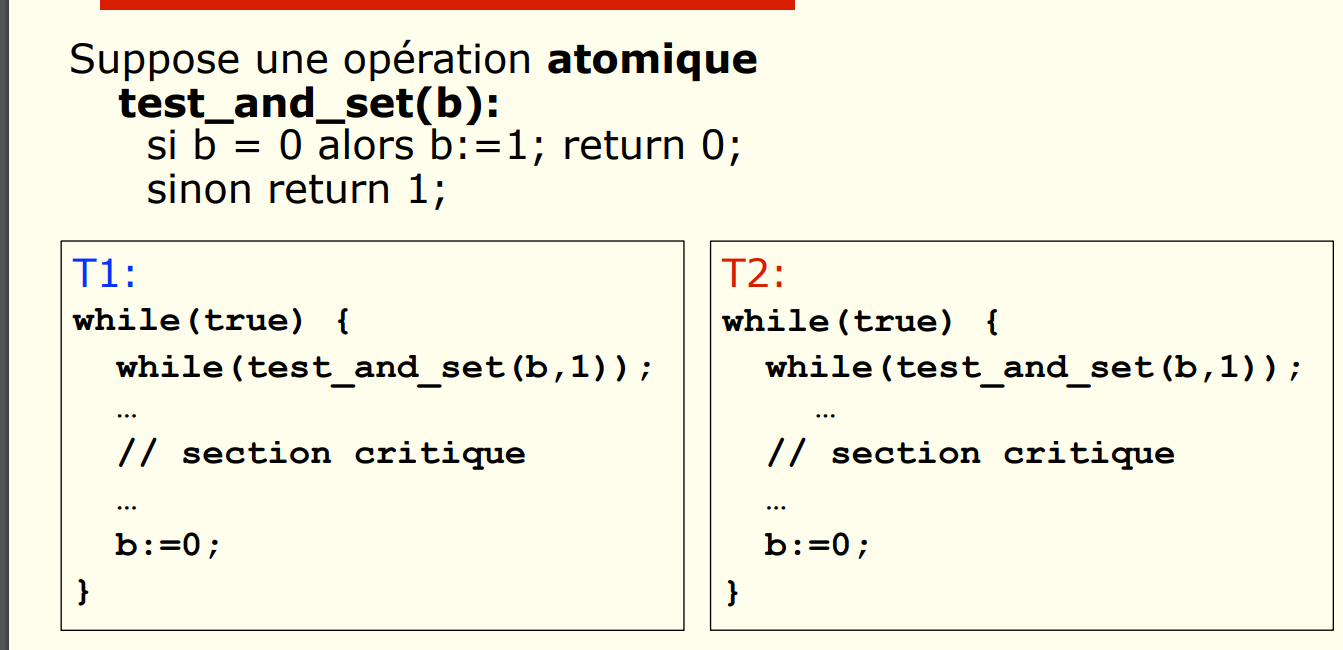 Suppose une opération atomique
test_and_set(b):
si b = 0 alors b:=1; return 0;
sinon return 1;
T1:
while(true) {
while(test_and_set(b,1));
…
// section critique
…
b:=0;
}
T2:
while(true) {
while(test_and_set(b,1));
…
// section critique
…
b:=0;
}